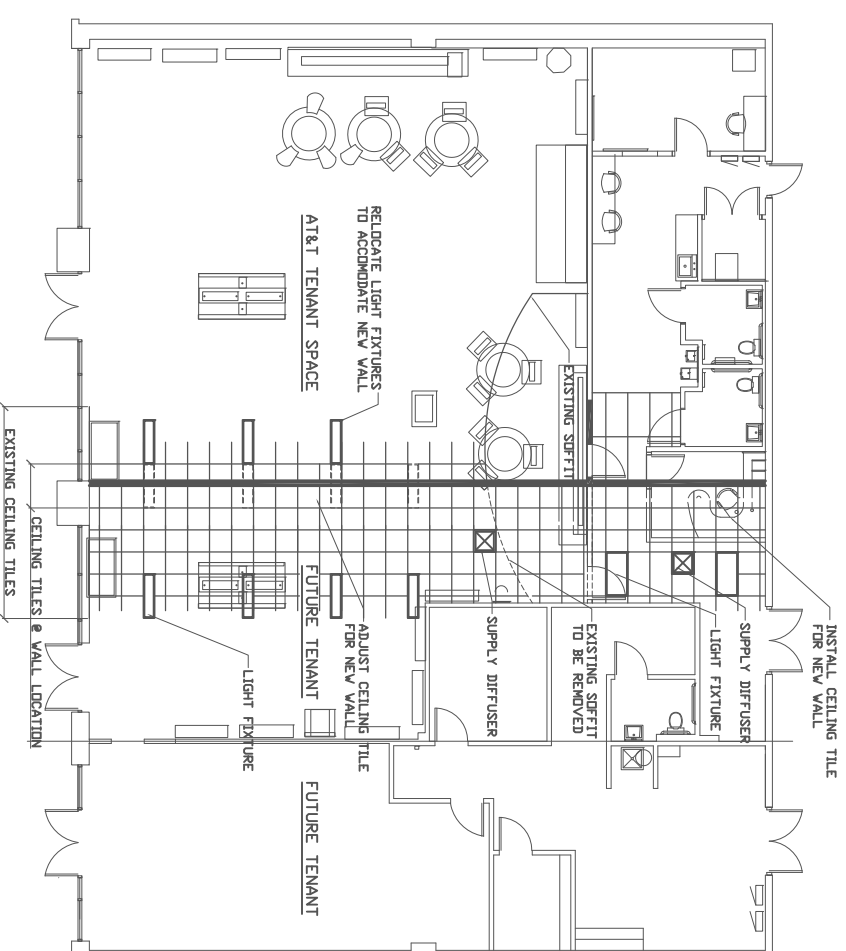 INSTALL CEILING TILE
FOR NEW WALL
SUPPLY DIFFUSER
LIGHT FIXTURE
EXISTING SOFFIT
TO BE REMOVED
EXISTING SOFFIT
SUPPLY DIFFUSER
RELOCATE LIGHT FIXTURES
TO ACCOMODATE NEW WALL
ADJUST CEILING TILE
FOR NEW WALL
AT&T TENANT SPACE
FUTURE TENANT
FUTURE TENANT
LIGHT FIXTURE
CEILING TILES @ WALL LOCATION
EXISTING CEILING TILES